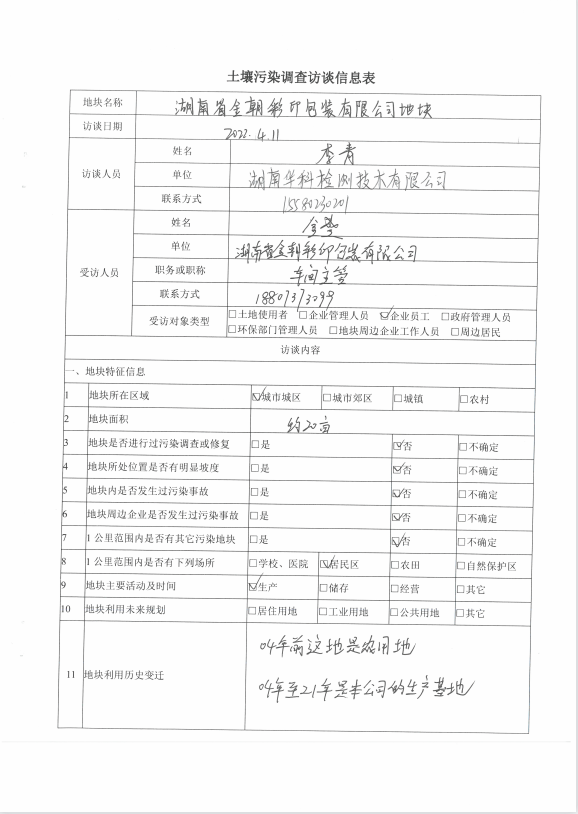 土壤污染调查访谈信息表
地块名称 湖南省金朝彩印包装有限公司地块
访谈日期 2022.4.11
访谈人员 姓名 李青
单位 湖南华科检测技术有限公司
联系方式 15580230201
受访人员 姓名 金
单位 湖南省金朝彩印包装有限公司
职务或职称 车间主管
联系方式 18807373099
受访对象类型 □土地使用者 □企业管理人员 ☑企业员工 □政府管理人员
□环保部门管理人员 □地块周边企业工作人员 □周边居民
访谈内容
一、地块特征信息
1 地块所在区域 ☑城市城区 □城市郊区 □城镇 □农村
2 地块面积 约20亩
3 地块是否进行过污染调查或修复 □是 ☑否 □不确定
4 地块所处位置是否有明显坡度 □是 ☑否 □不确定
5 地块内是否发生过污染事故 □是 ☑否 □不确定
6 地块周边企业是否发生过污染事故 □是 ☑否 □不确定
7 1公里范围内是否有其它污染地块 □是 ☑否 □不确定
8 1公里范围内是否有下列场所 □学校、医院 ☑居民区 □农田 □自然保护区
9 地块主要活动及时间 ☑生产 □储存 □经营 □其它
10 地块利用未来规划 □居住用地 □工业用地 □公共用地 □其它
11 地块利用历史变迁 04年前这地是农用地
04年至21年是本公司的生产基地